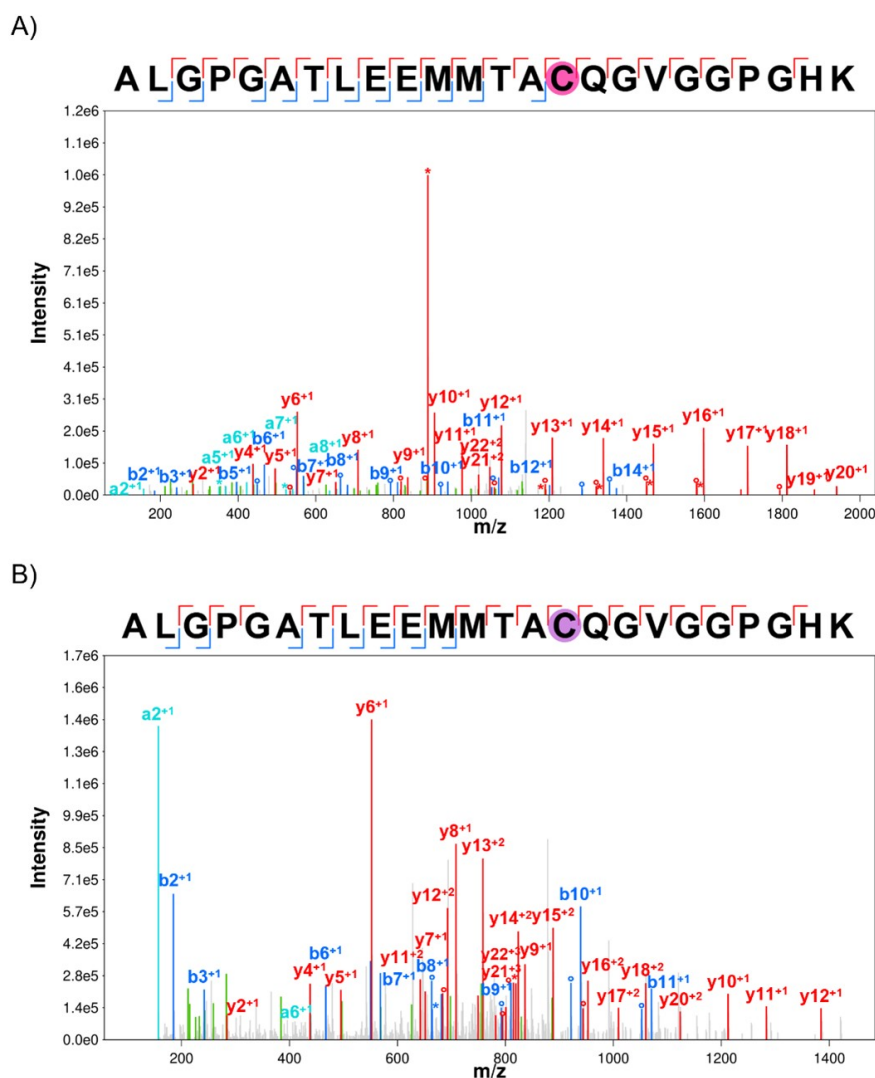 A)
ALGPGATLEEMMTACQGVGGPGHK
1.2e6
1.0e6
9.2e5
8.2e5
7.1e5
6.1e5
5.1e5
4.1e5
3.1e5
2.0e5
1.0e5
0.0e0
Intensity
*
y6+1
a7+1
a6+1
b6+1
a5+1
y4+1
y5+1
a8+1
y8+1
b2+1
b3+1
y2+1
b5+1
b7+1
b8+1
y7+1
a2+1
y9+1
b9+1
y10+1
y11+1
b11+1
y12+1
y22+2
y21+2
b10+1
b12+1
y13+1
y14+1
b14+1
y15+1
y16+1
y17+1
y18+1
y19+1
y20+1
200 400 600 800 1000 1200 1400 1600 1800 2000
m/z
B)
ALGPGATLEEMMTACQGVGGPGHK
1.7e6
1.6e6
1.4e6
1.3e6
1.1e6
9.9e5
8.5e5
7.1e5
5.7e5
4.2e5
2.8e5
1.4e5
0.0e0
Intensity
a2+1
y6+1
b2+1
y8+1
y13+2
y12+2
b10+1
y14+2
y15+2
y7+1
y11+2
b6+1
b3+1
y4+1
y5+1
b7+1
b8+1
y22+3
y9+1
y21+3
b9+1
y2+1
a6+1
y16+2
y18+2
y17+2
b11+1
y20+2
y10+1
y11+1
y12+1
200 400 600 800 1000 1200 1400
m/z